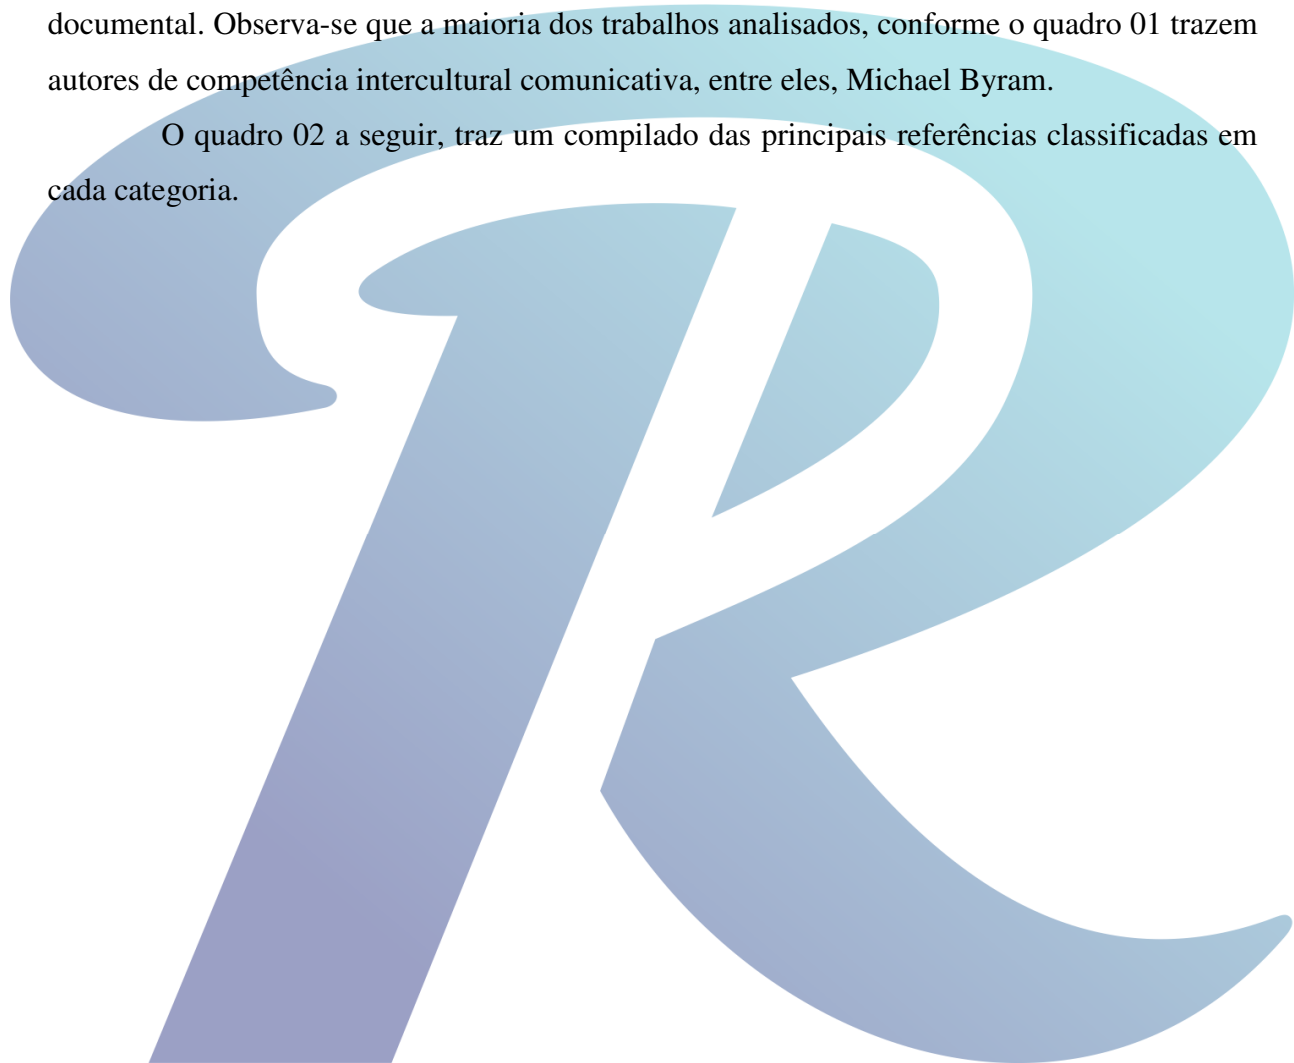 documental. Observa-se que a maioria dos trabalhos analisados, conforme o quadro 01 trazem
autores de competência intercultural comunicativa, entre eles, Michael Byram.
O quadro 02 a seguir, traz um compilado das principais referências classificadas em
cada categoria.